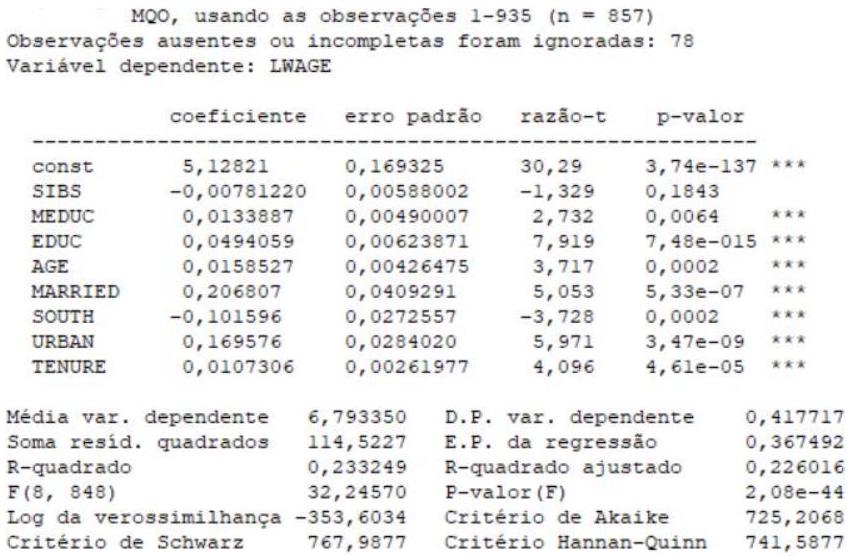 MQO, usando as observações 1-935 (n = 857)
Observações ausentes ou incompletas foram ignoradas: 78
Variável dependente: LWAGE
coeficiente erro padrão razão-t p-valor
-------------------------------------------------------------
const 5,12821 0,169325 30,29 3,74e-137 ***
SIBS -0,00781220 0,00588002 -1,329 0,1843
MEDUC 0,0133887 0,00490007 2,732 0,0064 ***
EDUC 0,0494059 0,00623871 7,919 7,48e-015 ***
AGE 0,0158527 0,00426475 3,717 0,0002 ***
MARRIED 0,206807 0,0409291 5,053 5,33e-07 ***
SOUTH -0,101596 0,0272557 -3,728 0,0002 ***
URBAN 0,169576 0,0284020 5,971 3,47e-09 ***
TENURE 0,0107306 0,00261977 4,096 4,61e-05 ***
Média var. dependente 6,793350 D.P. var. dependente 0,417717
Soma resíd. quadrados 114,5227 E.P. da regressão 0,367492
R-quadrado 0,233249 R-quadrado ajustado 0,226016
F(8, 848) 32,24570 P-valor(F) 2,08e-44
Log da verossimilhança -353,6034 Critério de Akaike 725,2068
Critério de Schwarz 767,9877 Critério Hannan-Quinn 741,5877